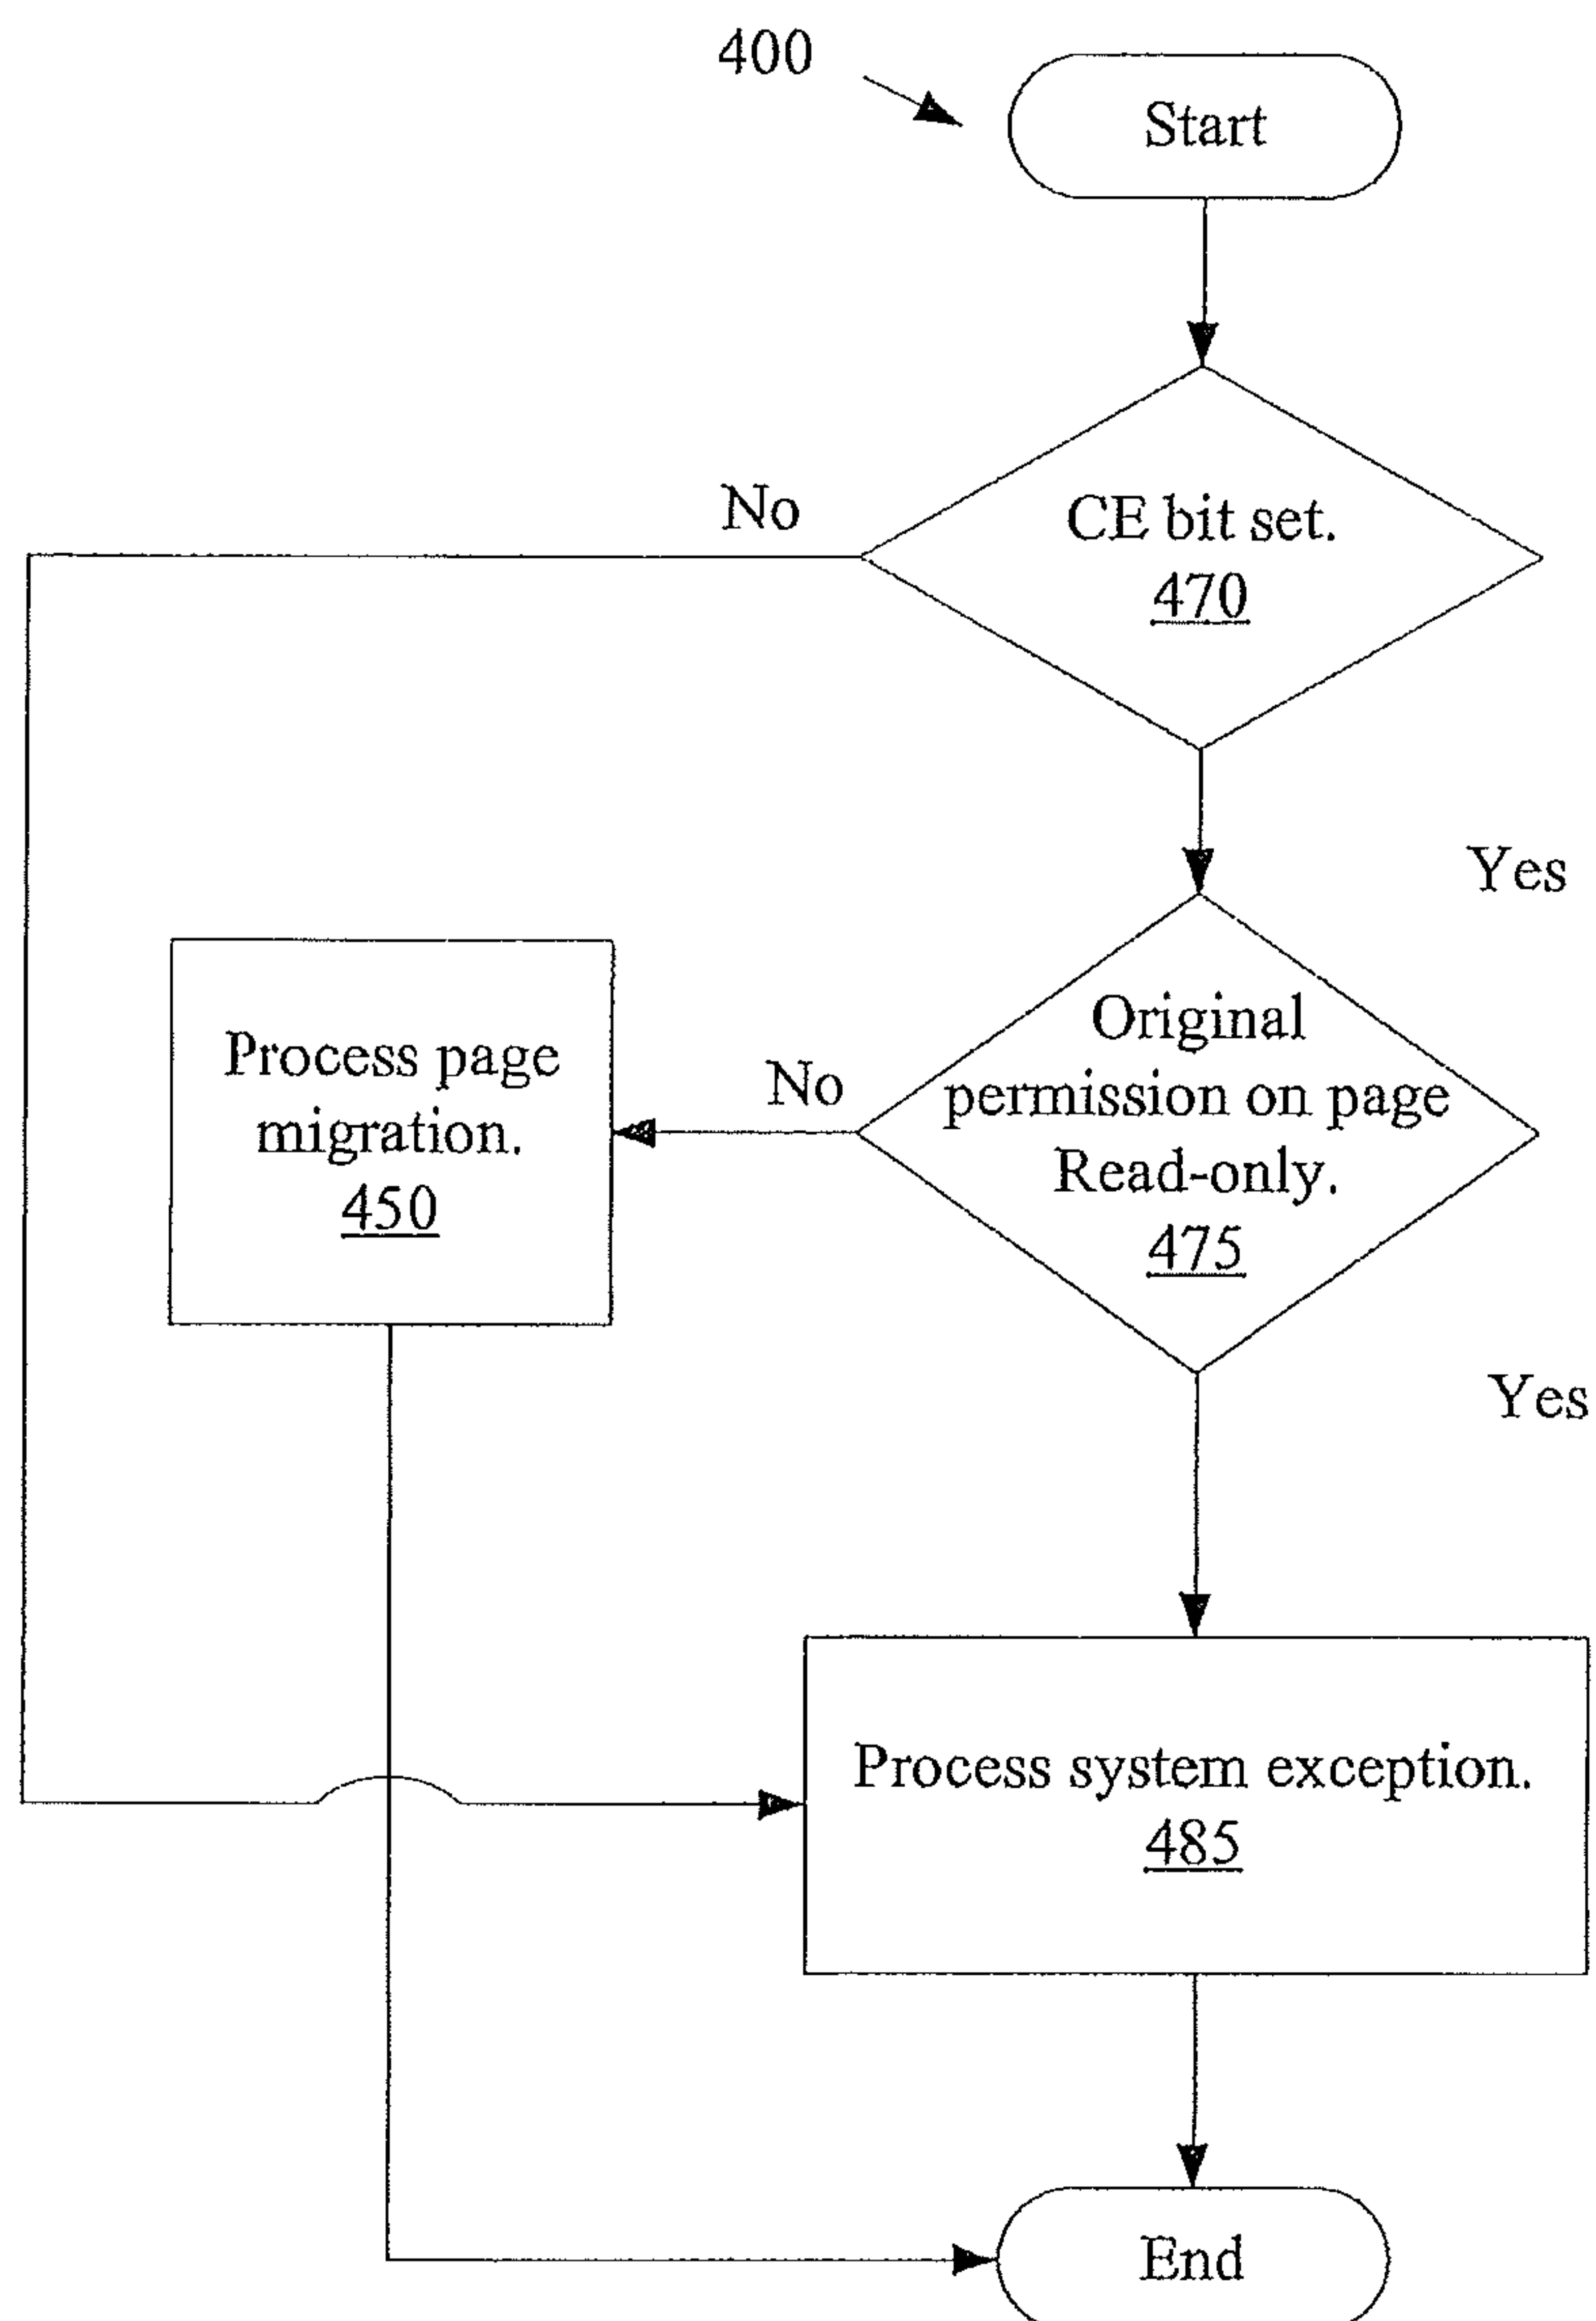 400
Start
No
CE bit set.
470
Yes
Original
permission on page
Read-only.
475
No
Process page
migration.
450
Yes
Process system exception.
485
End